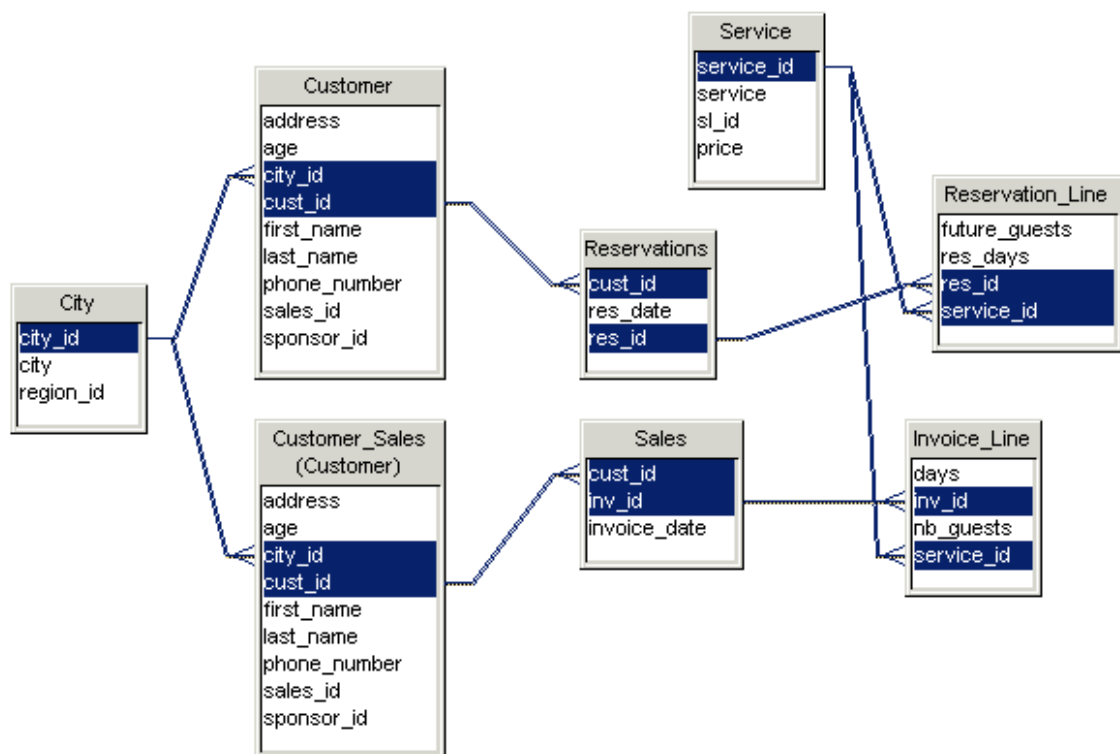 Service
service_id
service
sl_id
price
Customer
address
age
city_id
cust_id
first_name
last_name
phone_number
sales_id
sponsor_id
Reservation_Line
future_guests
res_days
res_id
service_id
Reservations
cust_id
res_date
res_id
City
city_id
city
region_id
Customer_Sales
(Customer)
address
age
city_id
cust_id
first_name
last_name
phone_number
sales_id
sponsor_id
Sales
cust_id
inv_id
invoice_date
Invoice_Line
days
inv_id
nb_guests
service_id